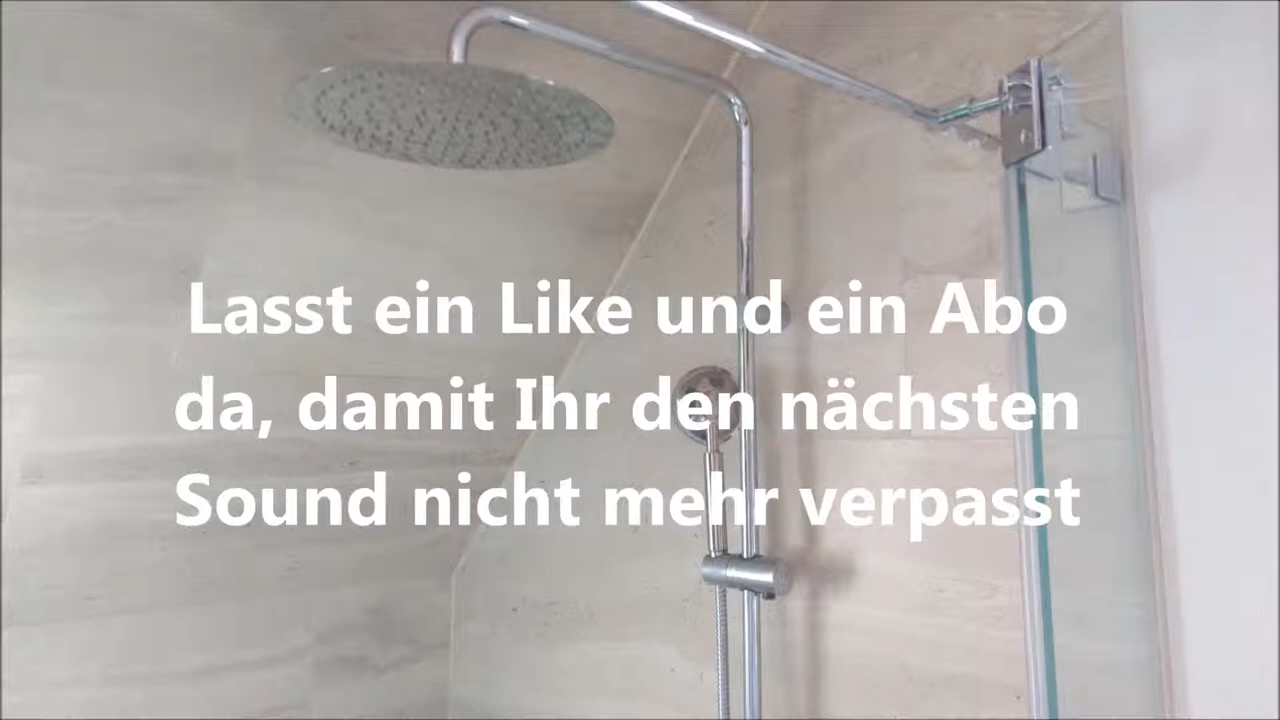 Lasst ein Like und ein Abo
da, damit Ihr den nächsten
Sound nicht mehr verpasst